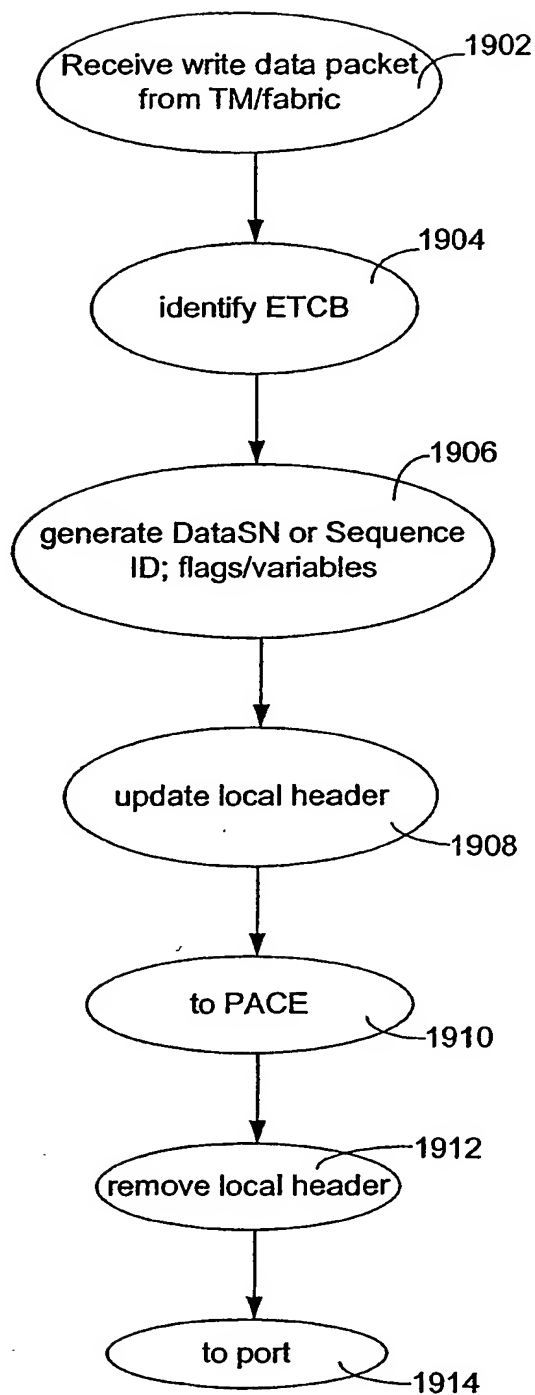 1902
Receive write data packet
from TM/fabric
1904
identify ETCB
1906
generate DataSN or Sequence
ID; flags/variables
update local header
1908
to PACE
1910
1912
remove local header
to port
1914